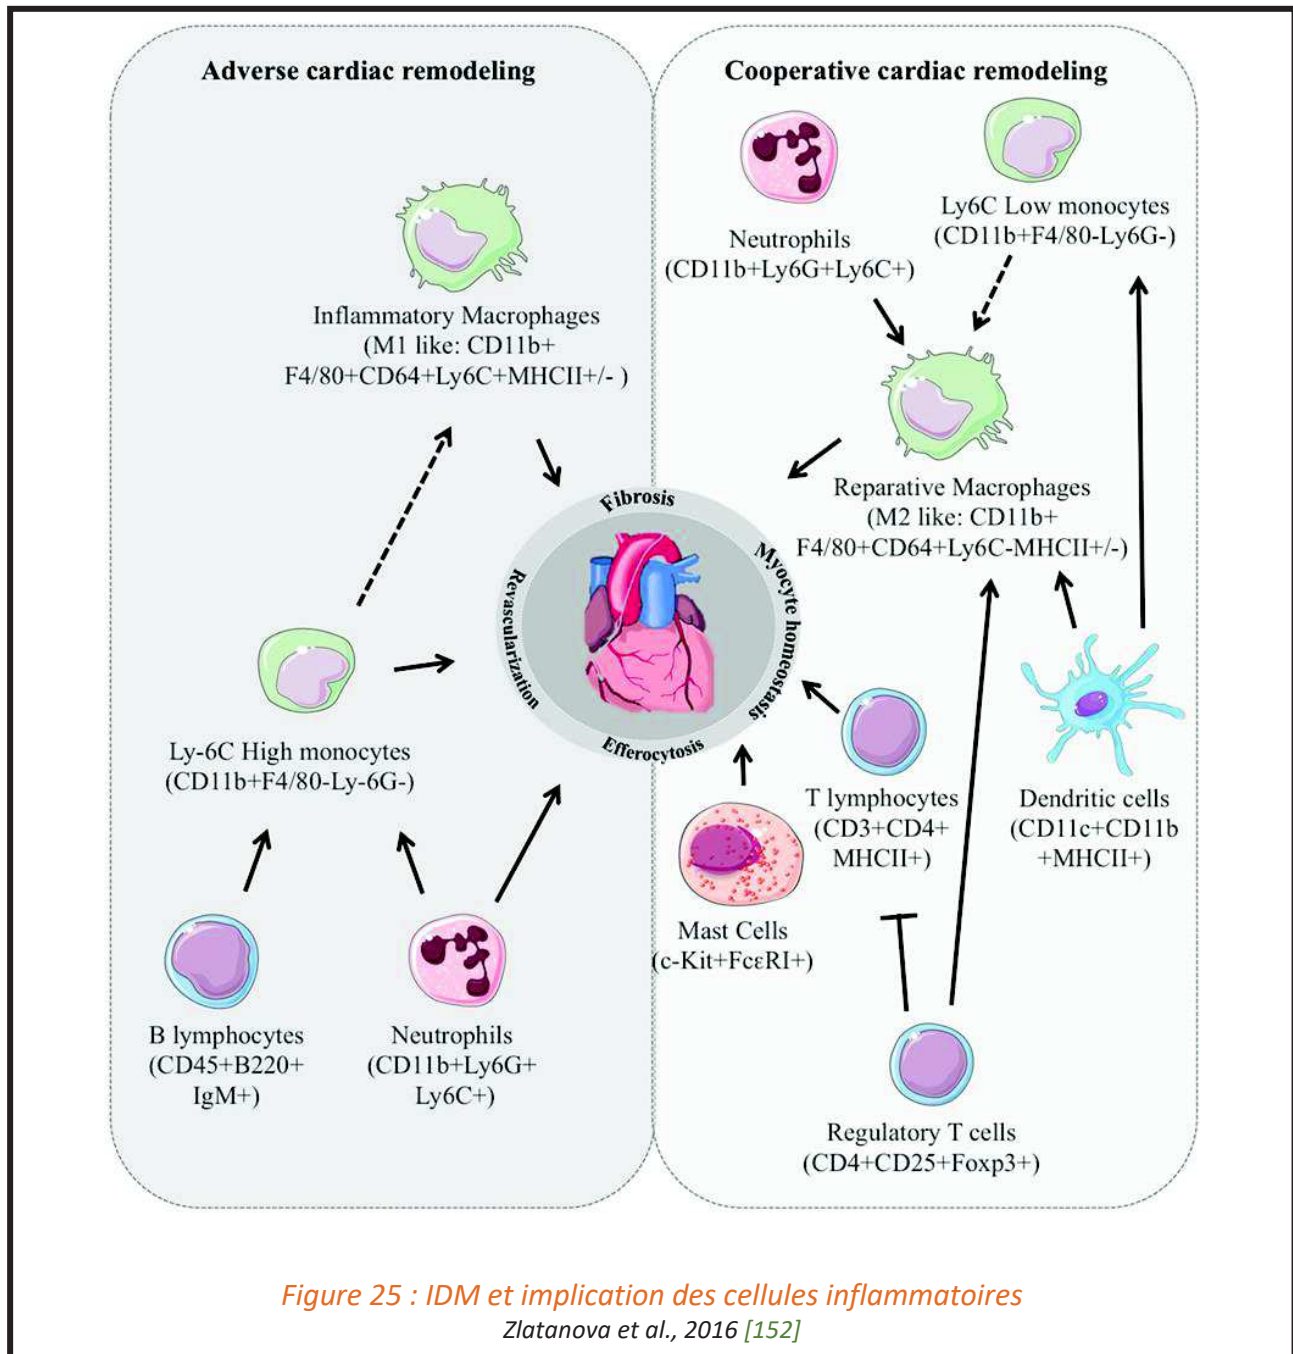 Adverse cardiac remodeling
Inflammatory Macrophages
(M1 like: CD11b+
F4/80+CD64+Ly6C+MHCII+/- )
Ly-6C High monocytes
(CD11b+F4/80-Ly-6G-)
B lymphocytes
(CD45+B220+
IgM+)
Neutrophils
(CD11b+Ly6G+
Ly6C+)
Fibrosis
Myocyte homeostasis
Efferocytosis
Revascularization
Cooperative cardiac remodeling
Neutrophils
(CD11b+Ly6G+Ly6C+)
Ly6C Low monocytes
(CD11b+F4/80-Ly6G-)
Reparative Macrophages
(M2 like: CD11b+
F4/80+CD64+Ly6C-MHCII+/-)
T lymphocytes
(CD3+CD4+
MHCII+)
Dendritic cells
(CD11c+CD11b
+MHCII+)
Mast Cells
(c-Kit+FcεRI+)
Regulatory T cells
(CD4+CD25+Foxp3+)
Figure 25 : IDM et implication des cellules inflammatoires
Zlatanova et al., 2016 [152]